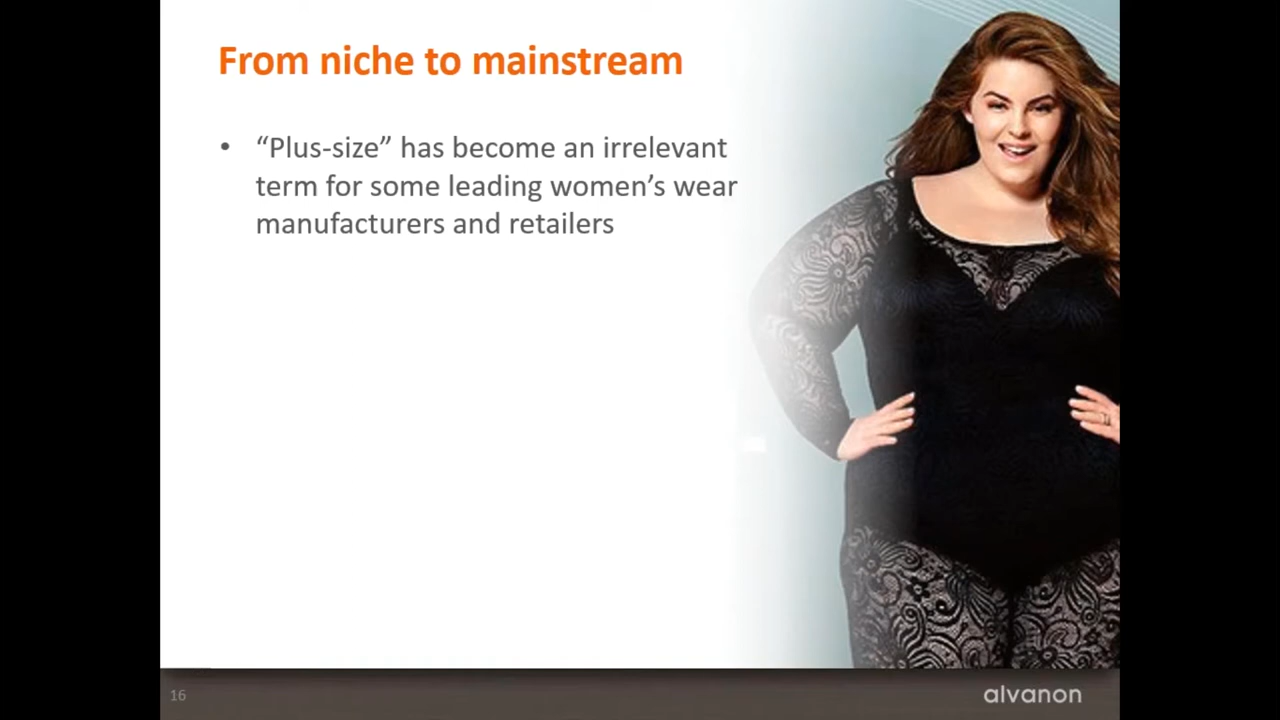 From niche to mainstream
• “Plus-size” has become an irrelevant
term for some leading women’s wear
manufacturers and retailers
16
alvanon